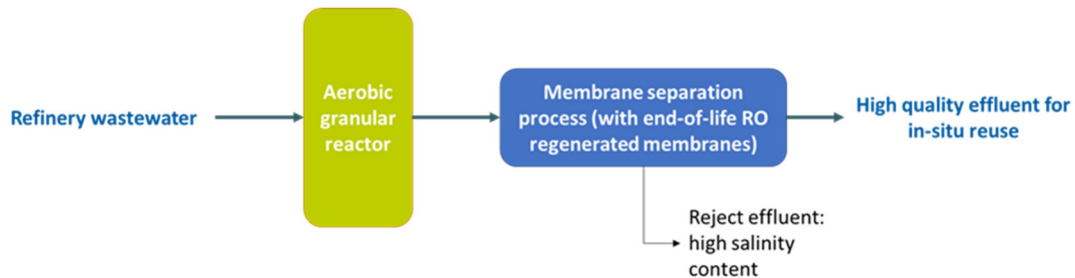 Refinery wastewater
Aerobic
granular
reactor
Membrane separation
process (with end-of-life RO
regenerated membranes)
High quality effluent for
in-situ reuse
Reject effluent:
high salinity
content